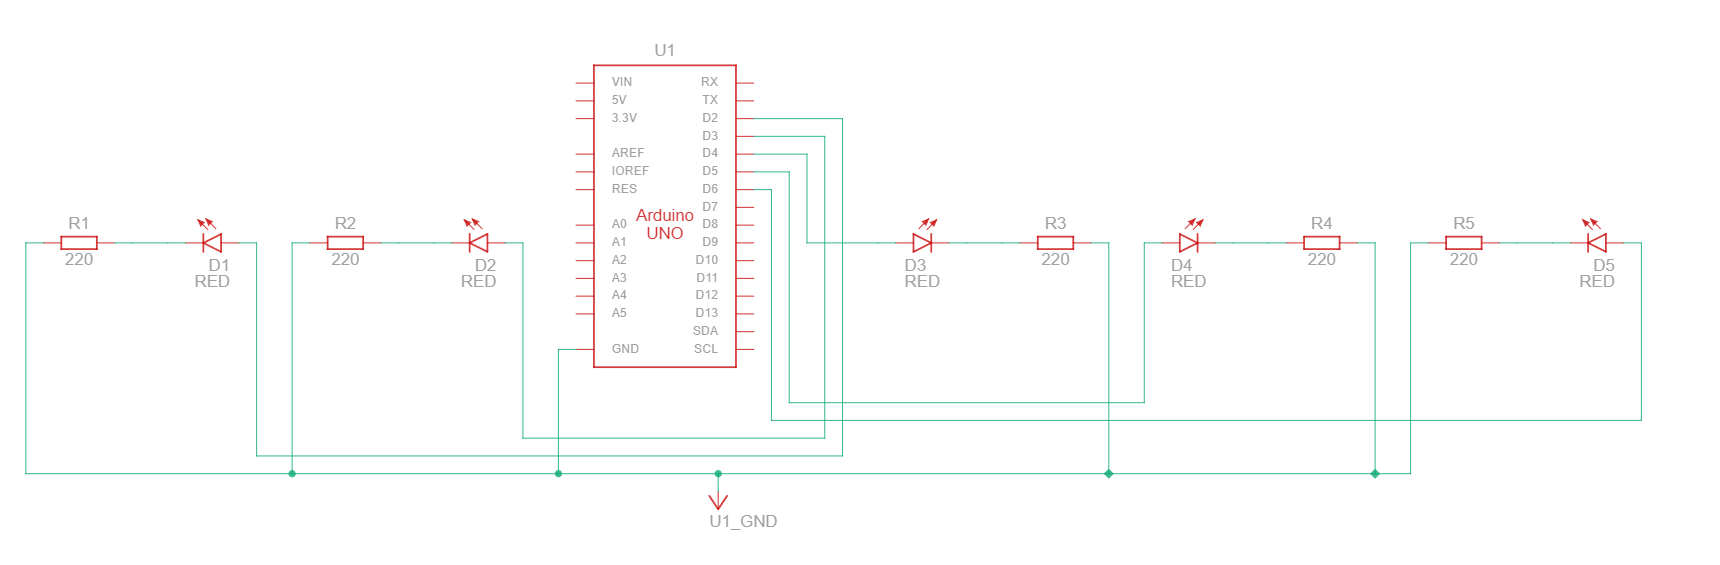 U1
VIN RX
5V TX
3.3V D2
D3
AREF D4
IOREF D5
RES D6
D7
A0 D8
A1 D9
A2 D10
A3 D11
A4 D12
A5 D13
SDA
GND SCL
Arduino
UNO
R1
220
D1
RED
R2
220
D2
RED
D3
RED
R3
220
D4
RED
R4
220
R5
220
D5
RED
U1_GND